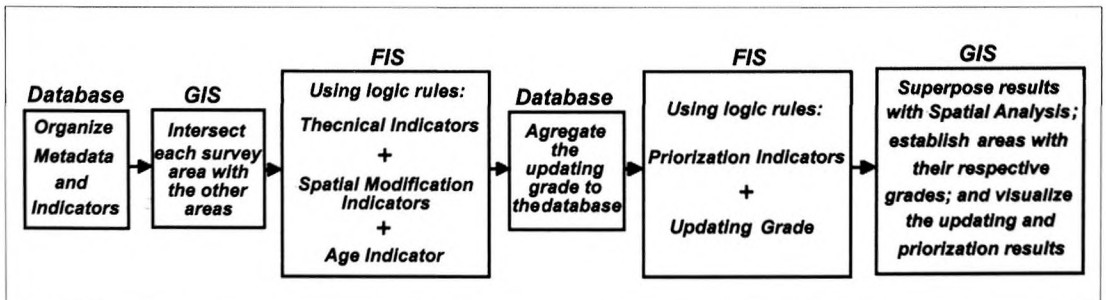 Database
Organize
Metadata
and
Indicators
GIS
Intersect
each survey
area with
the other
areas
FIS
Using logic rules:
Thecnical Indicators
+
Spatial Modification
Indicators
+
Age Indicator
Database
Agregate
the
updating
grade to
thedatabase
FIS
Using logic rules:
Priorization Indicators
+
Updating Grade
GIS
Superpose results
with Spatial Analysis;
establish areas with
their respective
grades; and visualize
the updating and
priorization results